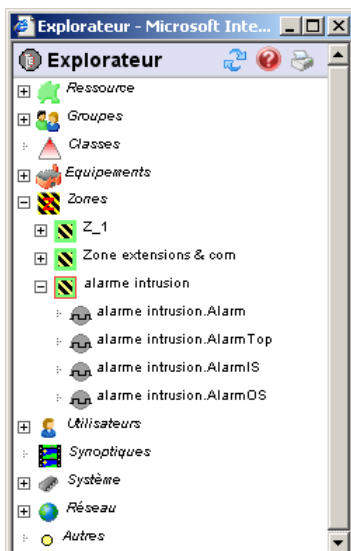 Explorateur - Microsoft Inte...
Explorateur
Ressource
Groupes
Classes
Equipements
Zones
Z_1
Zone extensions & com
alarme intrusion
alarme intrusion.Alarm
alarme intrusion.AlarmTop
alarme intrusion.AlarmIS
alarme intrusion.AlarmOS
Utilisateurs
Synoptiques
Système
Réseau
Autres